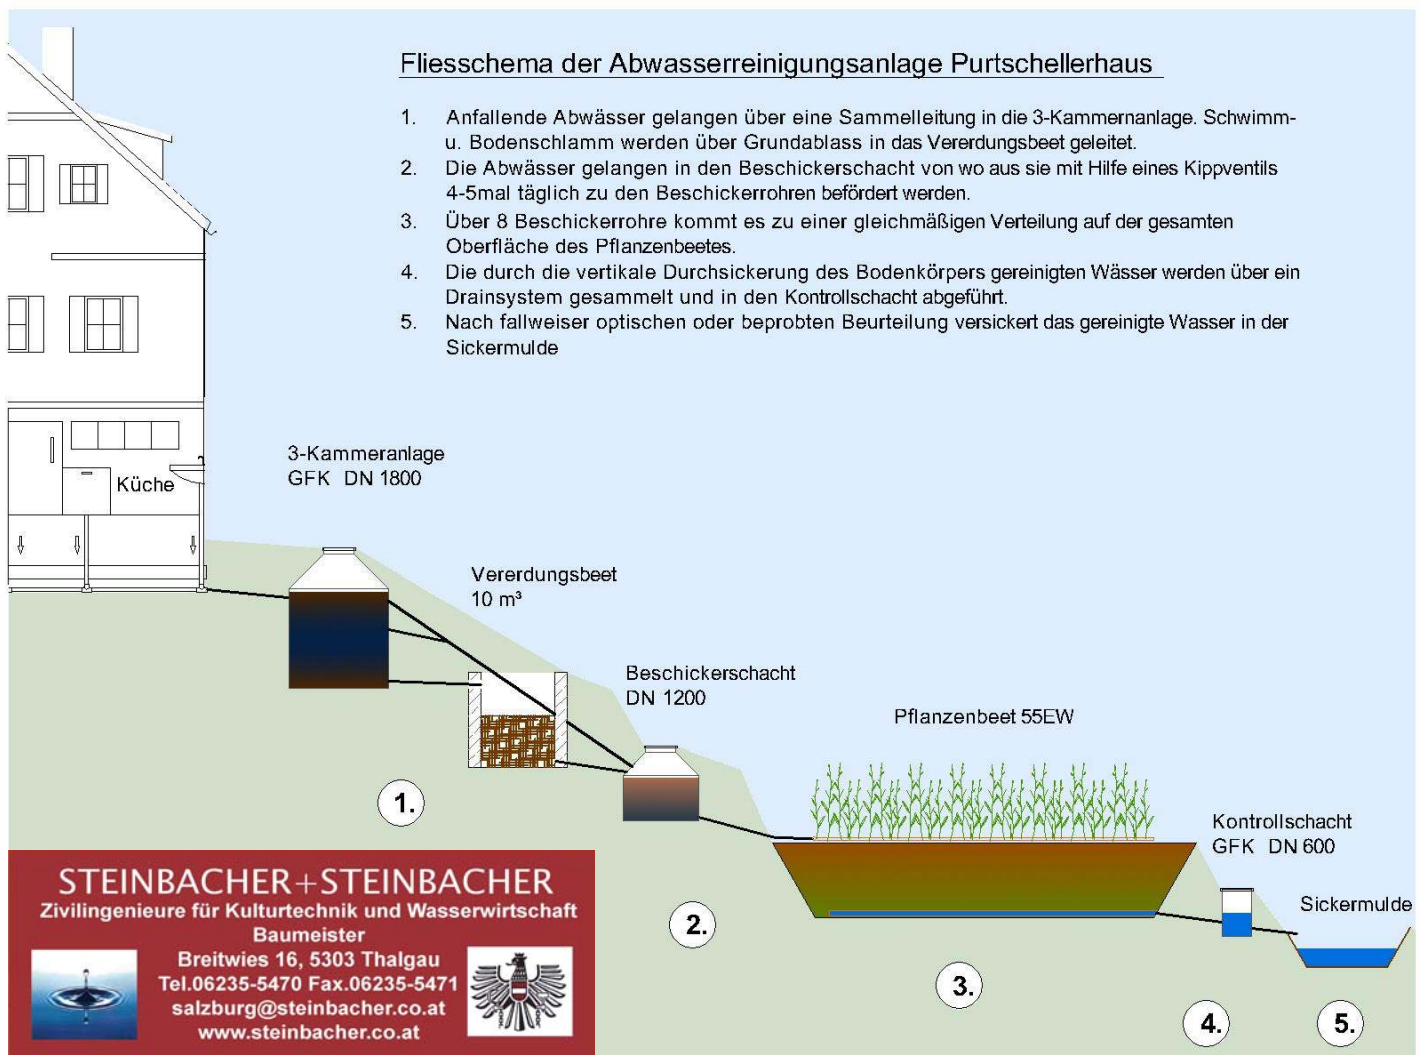 Fliesschema der Abwasserreinigungsanlage Purtschellerhaus
1. Anfallende Abwässer gelangen über eine Sammelleitung in die 3-Kammernanlage. Schwimm-
u. Bodenschlamm werden über Grundablass in das Vererdungsbeet geleitet.
2. Die Abwässer gelangen in den Beschickerschacht von wo aus sie mit Hilfe eines Kippventils
4-5mal täglich zu den Beschickerrohren befördert werden.
3. Über 8 Beschickerrohre kommt es zu einer gleichmäßigen Verteilung auf der gesamten
Oberfläche des Pflanzenbeetes.
4. Die durch die vertikale Durchsickerung des Bodenkörpers gereinigten Wässer werden über ein
Drainsystem gesammelt und in den Kontrollschacht abgeführt.
5. Nach fallweiser optischen oder beprobten Beurteilung versickert das gereinigte Wasser in der
Sickermulde
3-Kammeranlage
GFK DN 1800
Küche
Vererdungsbeet
10 m³
Beschickerschacht
DN 1200
Pflanzenbeet 55EW
Kontrollschacht
GFK DN 600
Sickermulde
1.
2.
3.
4.
5.
STEINBACHER+STEINBACHER
Zivilingenieure für Kulturtechnik und Wasserwirtschaft
Baumeister
Breitwies 16, 5303 Thalgau
Tel.06235-5470 Fax.06235-5471
salzburg@steinbacher.co.at
www.steinbacher.co.at